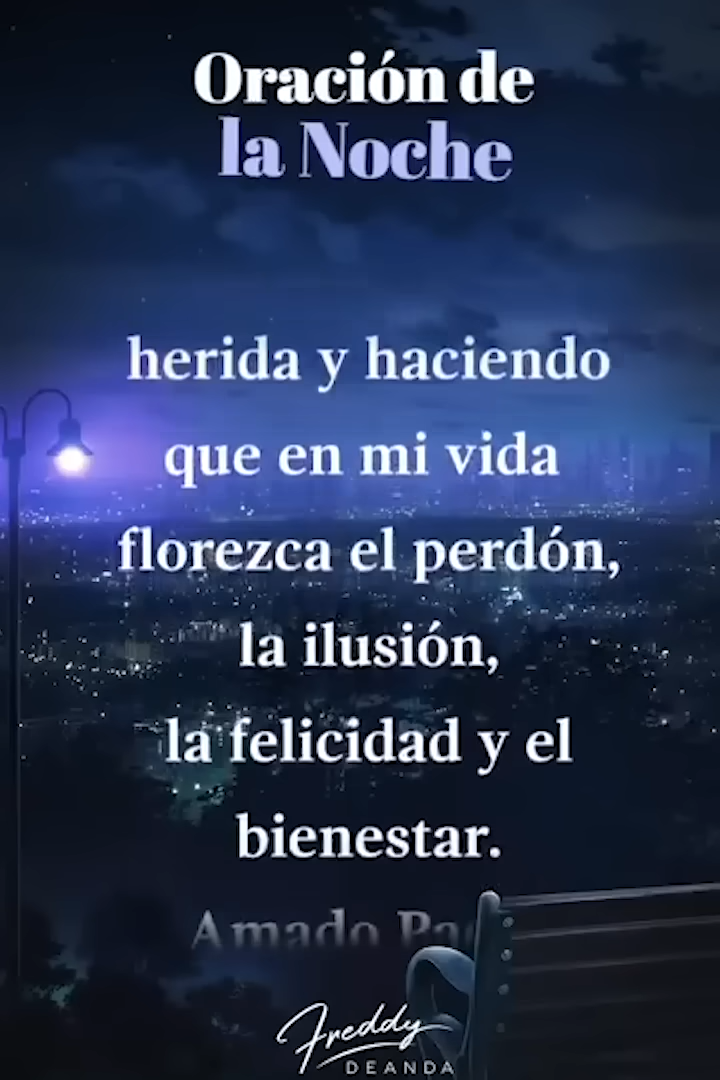 Oración de
la Noche
herida y haciendo
que en mi vida
florezca el perdón,
la ilusión,
la felicidad y el
bienestar.
Amado
Freddy
DEANDA